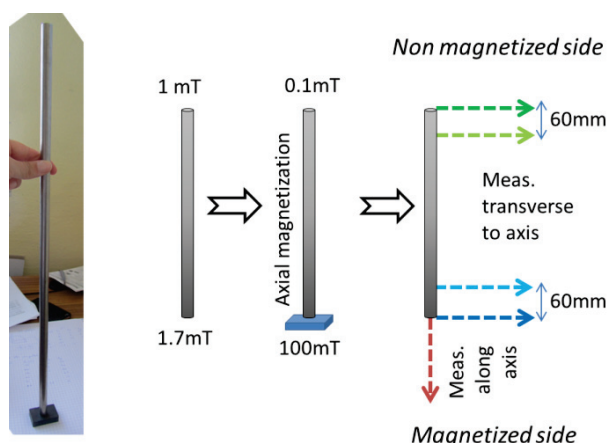 Non magnetized side
1 mT
0.1mT
60mm
Axial magnetization
Meas.
transverse
to axis
60mm
1.7mT
100mT
Meas.
along
axis
Magnetized side